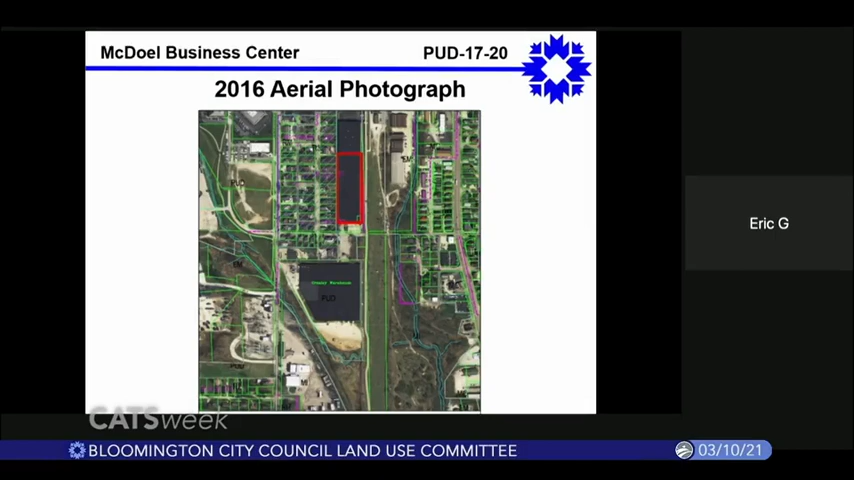 McDoel Business Center
PUD-17-20
2016 Aerial Photograph
PUD
PUD
Eric G
CATSweek
BLOOMINGTON CITY COUNCIL LAND USE COMMITTEE
03/10/21